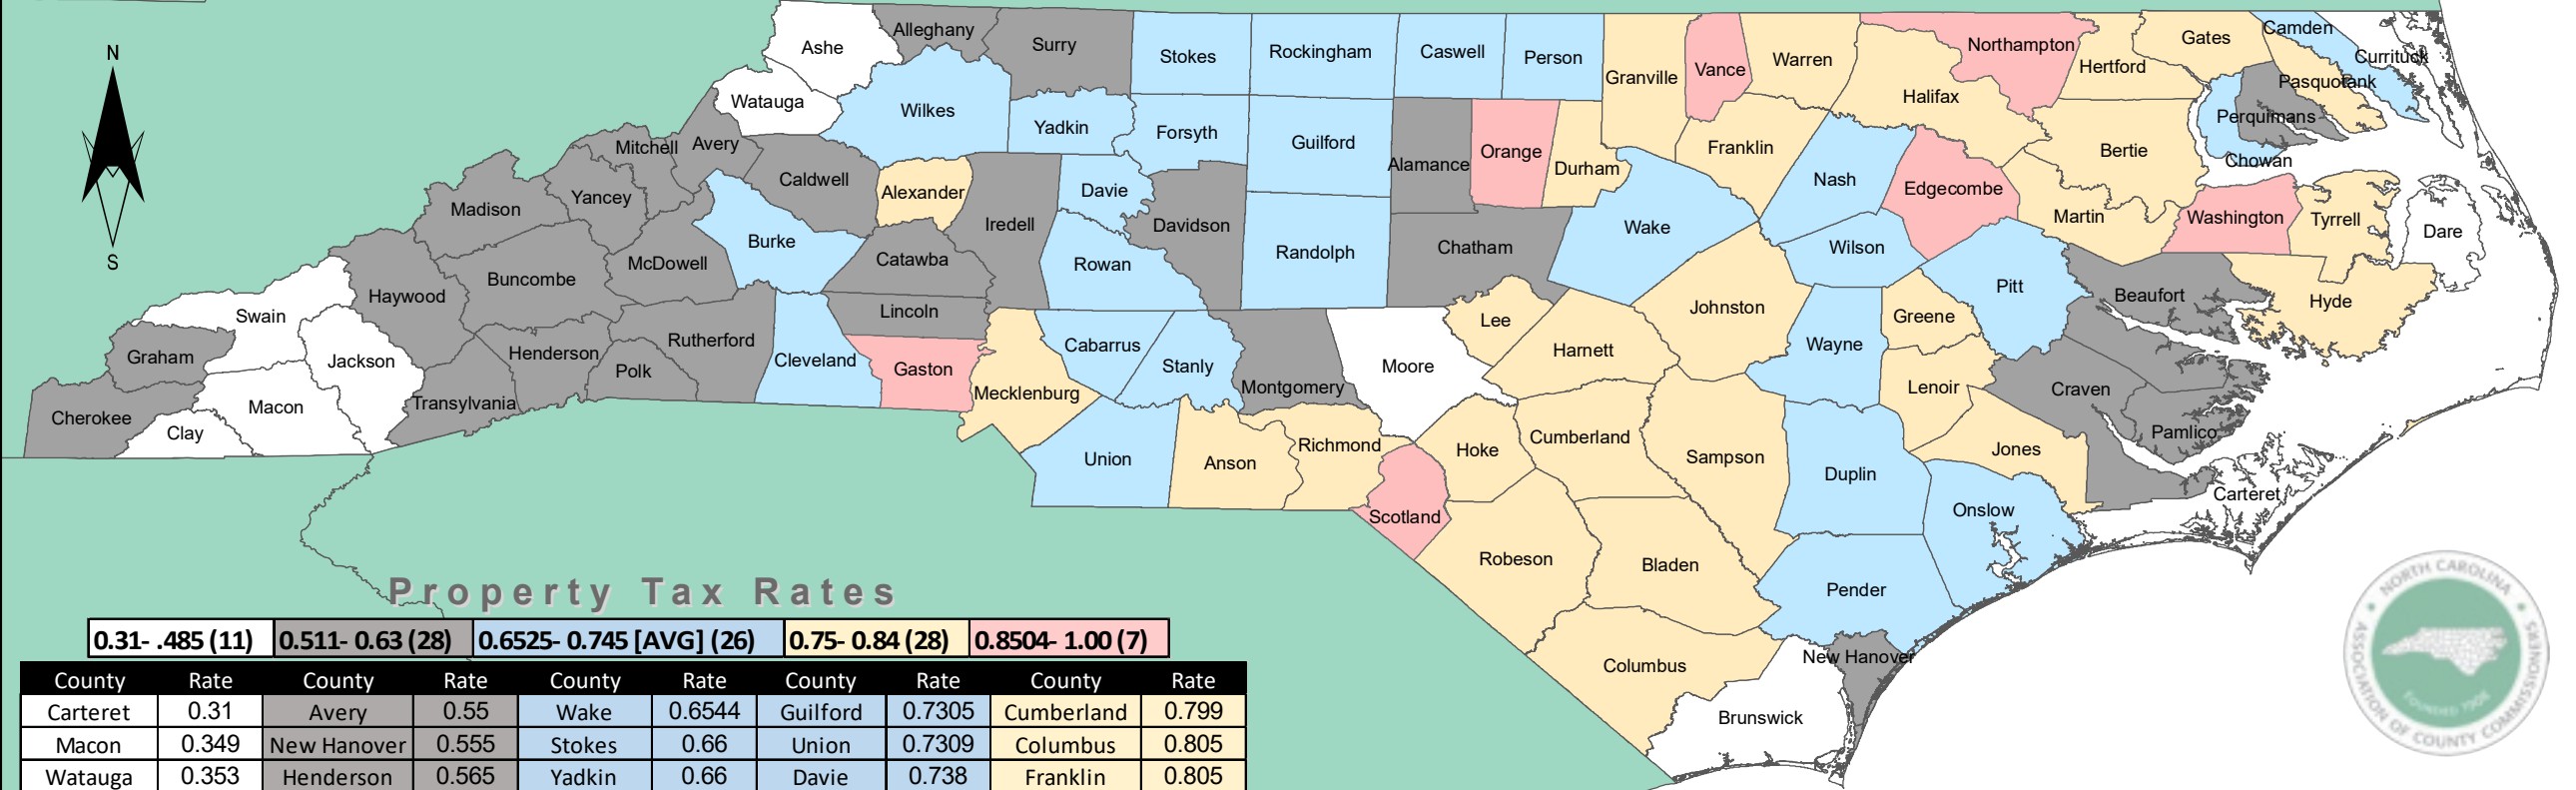 N
S
Ashe
Alleghany
Surry
Stokes
Rockingham
Caswell
Person
Granville
Vance
Warren
Northampton
Halifax
Hertford
Gates
Camden
Currituck
Pasquotank
Perquimans
Chowan
Watauga
Wilkes
Yadkin
Forsyth
Guilford
Alamance
Orange
Durham
Franklin
Nash
Edgecombe
Bertie
Martin
Washington
Tyrrell
Dare
Mitchell
Avery
Caldwell
Alexander
Iredell
Davie
Davidson
Randolph
Chatham
Wake
Wilson
Pitt
Beaufort
Hyde
Madison
Yancey
Burke
McDowell
Catawba
Rowan
Lincoln
Buncombe
Haywood
Swain
Graham
Cherokee
Clay
Macon
Jackson
Transylvania
Henderson
Polk
Rutherford
Cleveland
Gaston
Mecklenburg
Cabarrus
Stanly
Union
Anson
Montgomery
Richmond
Moore
Lee
Harnett
Johnston
Wayne
Greene
Lenoir
Craven
Pamlico
Jones
Carteret
Hoke
Cumberland
Sampson
Duplin
Onslow
Scotland
Robeson
Bladen
Pender
Columbus
New Hanover
Brunswick
Property Tax Rates
0.31- .485 (11) 0.511- 0.63 (28) 0.6525- 0.745 [AVG] (26) 0.75- 0.84 (28) 0.8504- 1.00 (7)
County Rate County Rate County Rate County Rate County Rate
Carteret 0.31 Avery 0.55 Wake 0.6544 Guilford 0.7305 Cumberland 0.799
Macon 0.349 New Hanover 0.555 Stokes 0.66 Union 0.7309 Columbus 0.805
Watauga 0.353 Henderson 0.565 Yadkin 0.66 Davie 0.738 Franklin 0.805
NORTH CAROLINA
ASSOCIATION OF COUNTY COMMISSIONERS